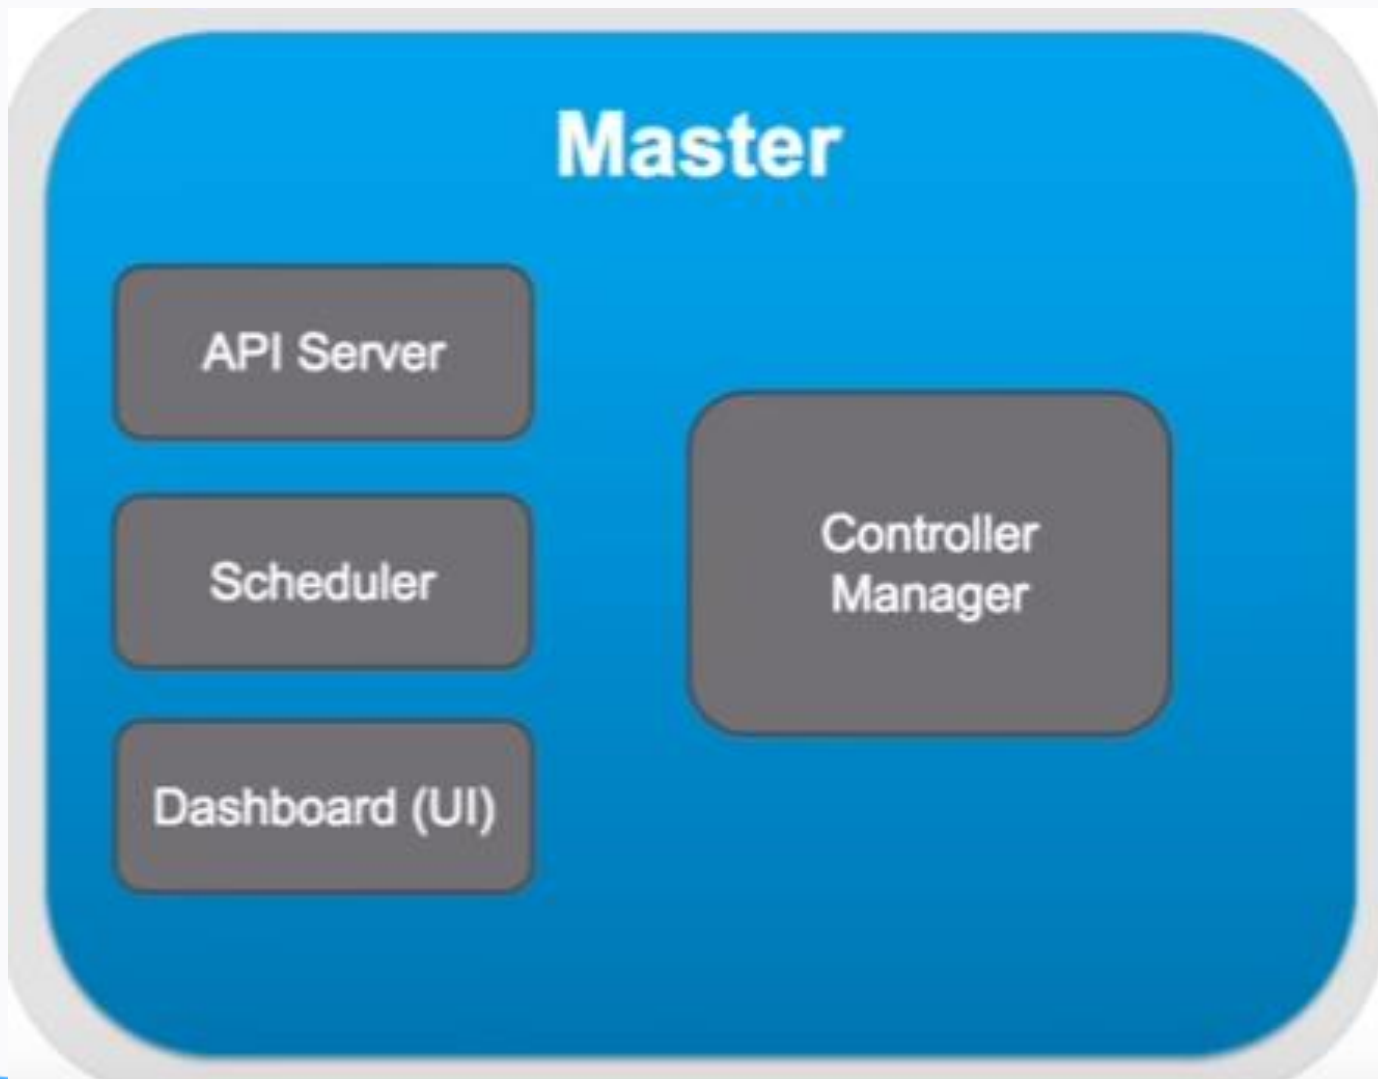 Master
API Server
Scheduler
Dashboard (UI)
Controller
Manager